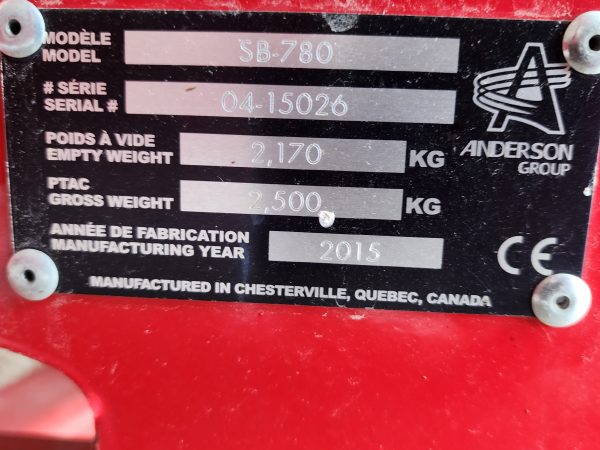 MODÈLE
MODEL SB-780
# SÉRIE
SERIAL # 04-15026
POIDS À VIDE
EMPTY WEIGHT 2,170 KG
PTAC
GROSS WEIGHT 2,500 KG
ANNÉE DE FABRICATION
MANUFACTURING YEAR 2015
ANDERSON
GROUP
CE
MANUFACTURED IN CHESTERVILLE, QUEBEC, CANADA